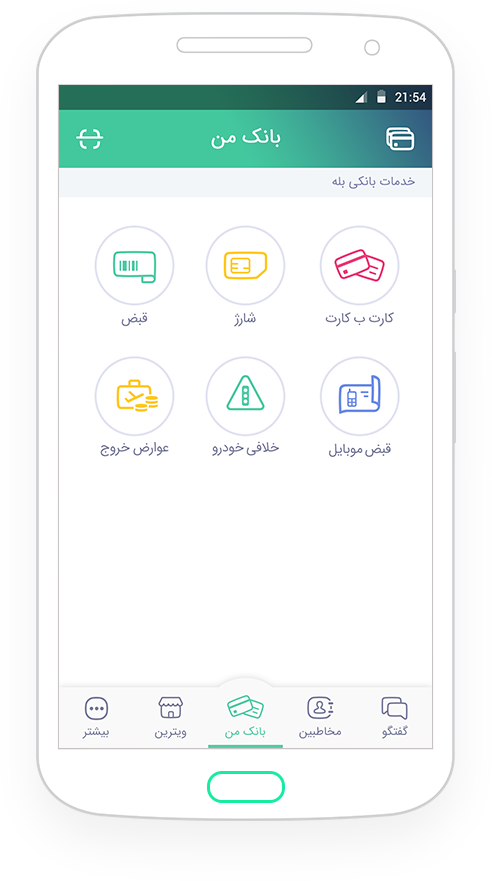 21:54
بانک من
خدمات بانکی بله
کارت ب کارت
شارژ
قبض
قبض موبایل
خلافی خودرو
عوارض خروج
گفتگو
مخاطبین
بانک من
ویترین
بیشتر